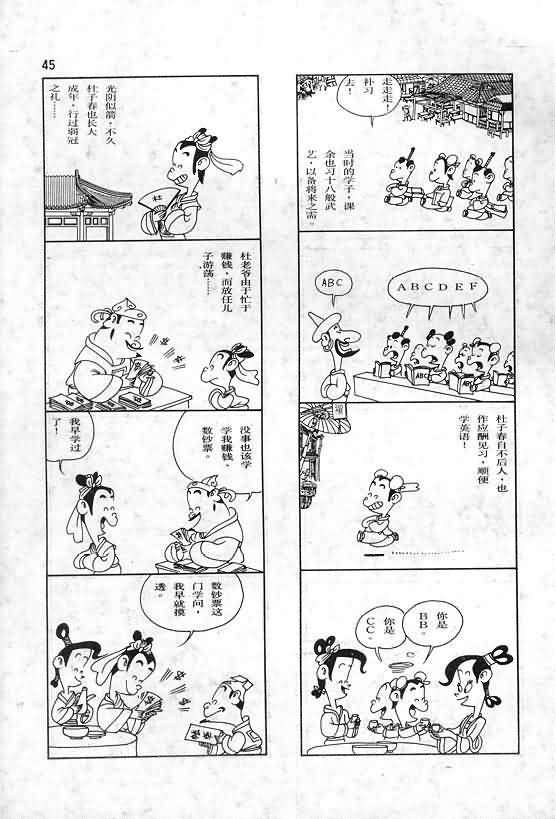 45
走走走！
补习
去！
当时的学子，课
余也习十八般武
艺，以备将来之需。
A B C D E F
ABC
ABC
杜子春自不后人，也
作应酬见习，顺便
学英语！
你是
BB。
你是
CC。
光阴似箭，不久
杜子春也长大
成年，行过弱冠
之礼……
杜
杜老爷由于忙于
赚钱，而放任儿
子游荡……
没事也该学
学我赚钱、
数钞票。
我早学过
了！
数钞票这
门学问，
我早就摸
透。